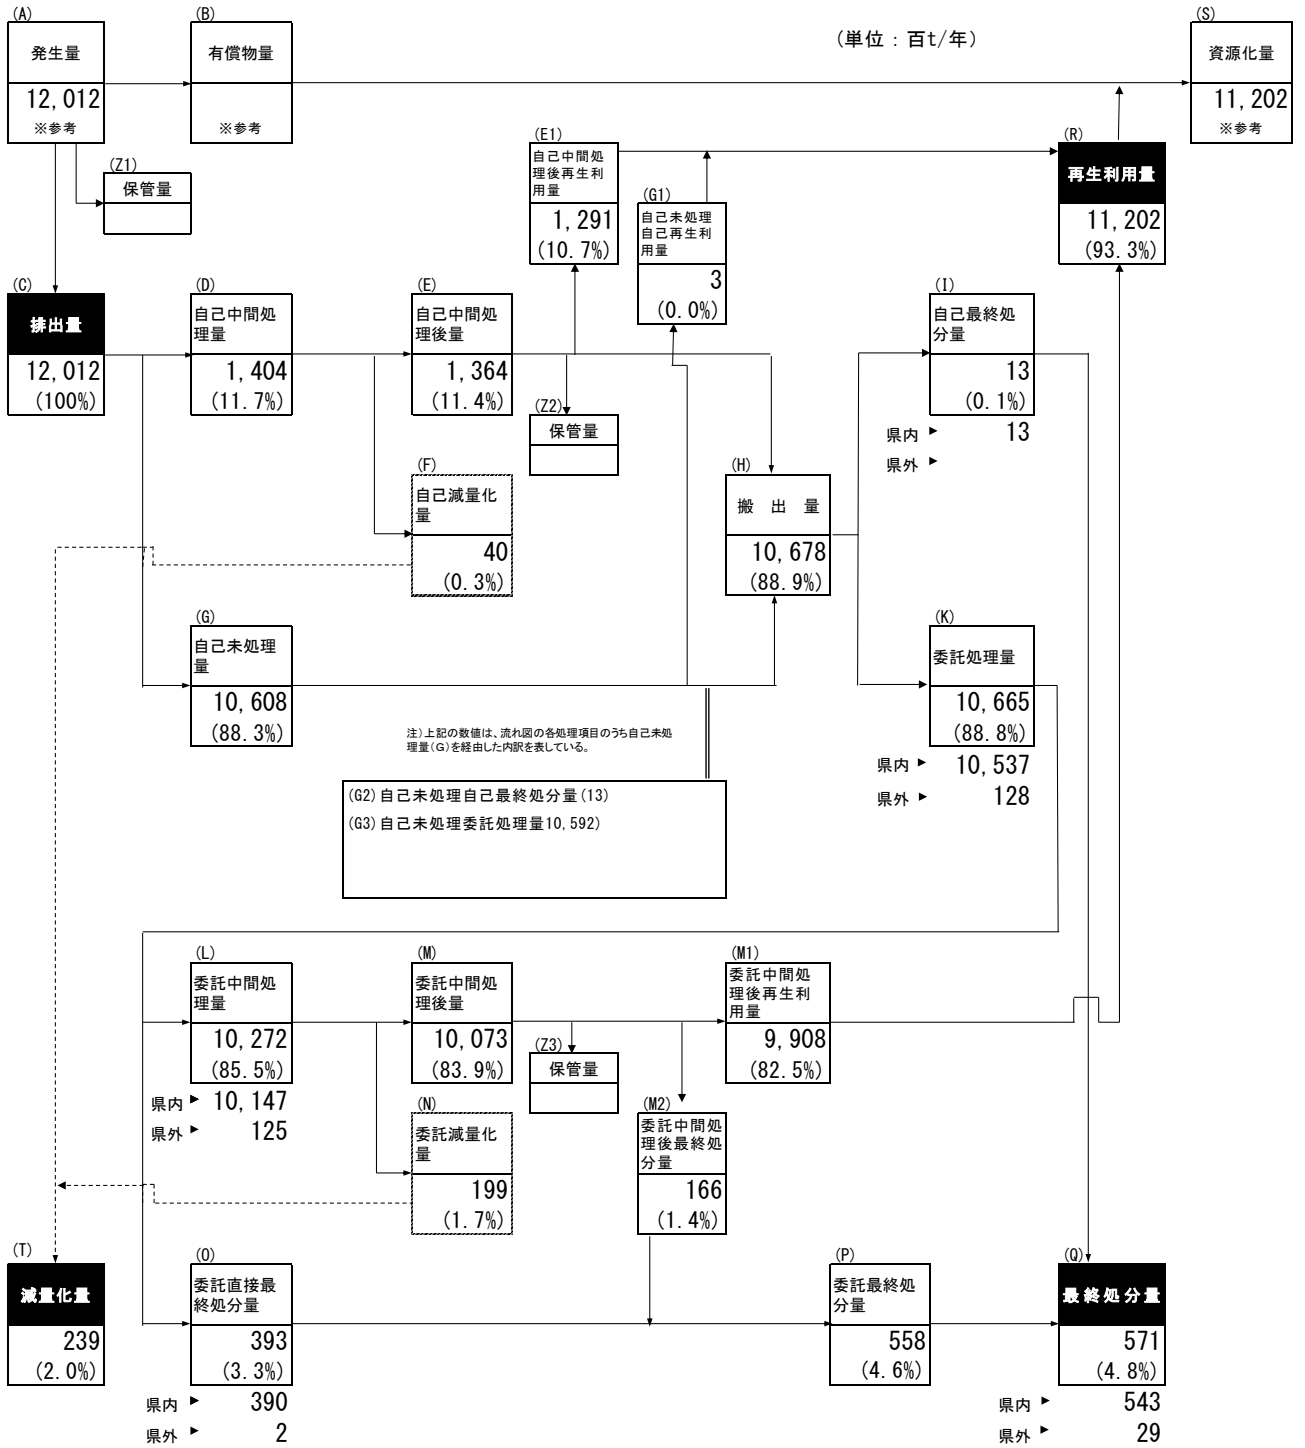 (A)
発生量
12,012
※参考
(B)
有償物量
※参考
(単位：百t/年)
(S)
資源化量
11,202
※参考
(Z1)
保管量
(E1)
自己中間処
理後再生利
用量
1,291
(10.7%)
(G1)
自己未処理
自己再生利
用量
3
(0.0%)
(R)
再生利用量
11,202
(93.3%)
(C)
排出量
12,012
(100%)
(D)
自己中間処
理量
1,404
(11.7%)
(E)
自己中間処
理後量
1,364
(11.4%)
(Z2)
保管量
(I)
自己最終処
分量
13
(0.1%)
県内 ▶ 13
県外 ▶
(F)
自己減量化
量
40
(0.3%)
(H)
搬 出 量
10,678
(88.9%)
(G)
自己未処理
量
10,608
(88.3%)
(K)
委託処理量
10,665
(88.8%)
県内 ▶ 10,537
県外 ▶ 128
注)上記の数値は、流れ図の各処理項目のうち自己未処
理量(G)を経由した内訳を表している。
(G2)自己未処理自己最終処分量(13)
(G3)自己未処理委託処理量10,592)
(L)
委託中間処
理量
10,272
(85.5%)
県内 ▶ 10,147
県外 ▶ 125
(M)
委託中間処
理後量
10,073
(83.9%)
(Z3)
保管量
(M1)
委託中間処
理後再生利
用量
9,908
(82.5%)
(N)
委託減量化
量
199
(1.7%)
(M2)
委託中間処
理後最終処
分量
166
(1.4%)
(T)
減量化量
239
(2.0%)
(O)
委託直接最
終処分量
393
(3.3%)
県内 ▶ 390
県外 ▶ 2
(P)
委託最終処
分量
558
(4.6%)
(Q)
最終処分量
571
(4.8%)
県内 ▶ 543
県外 ▶ 29